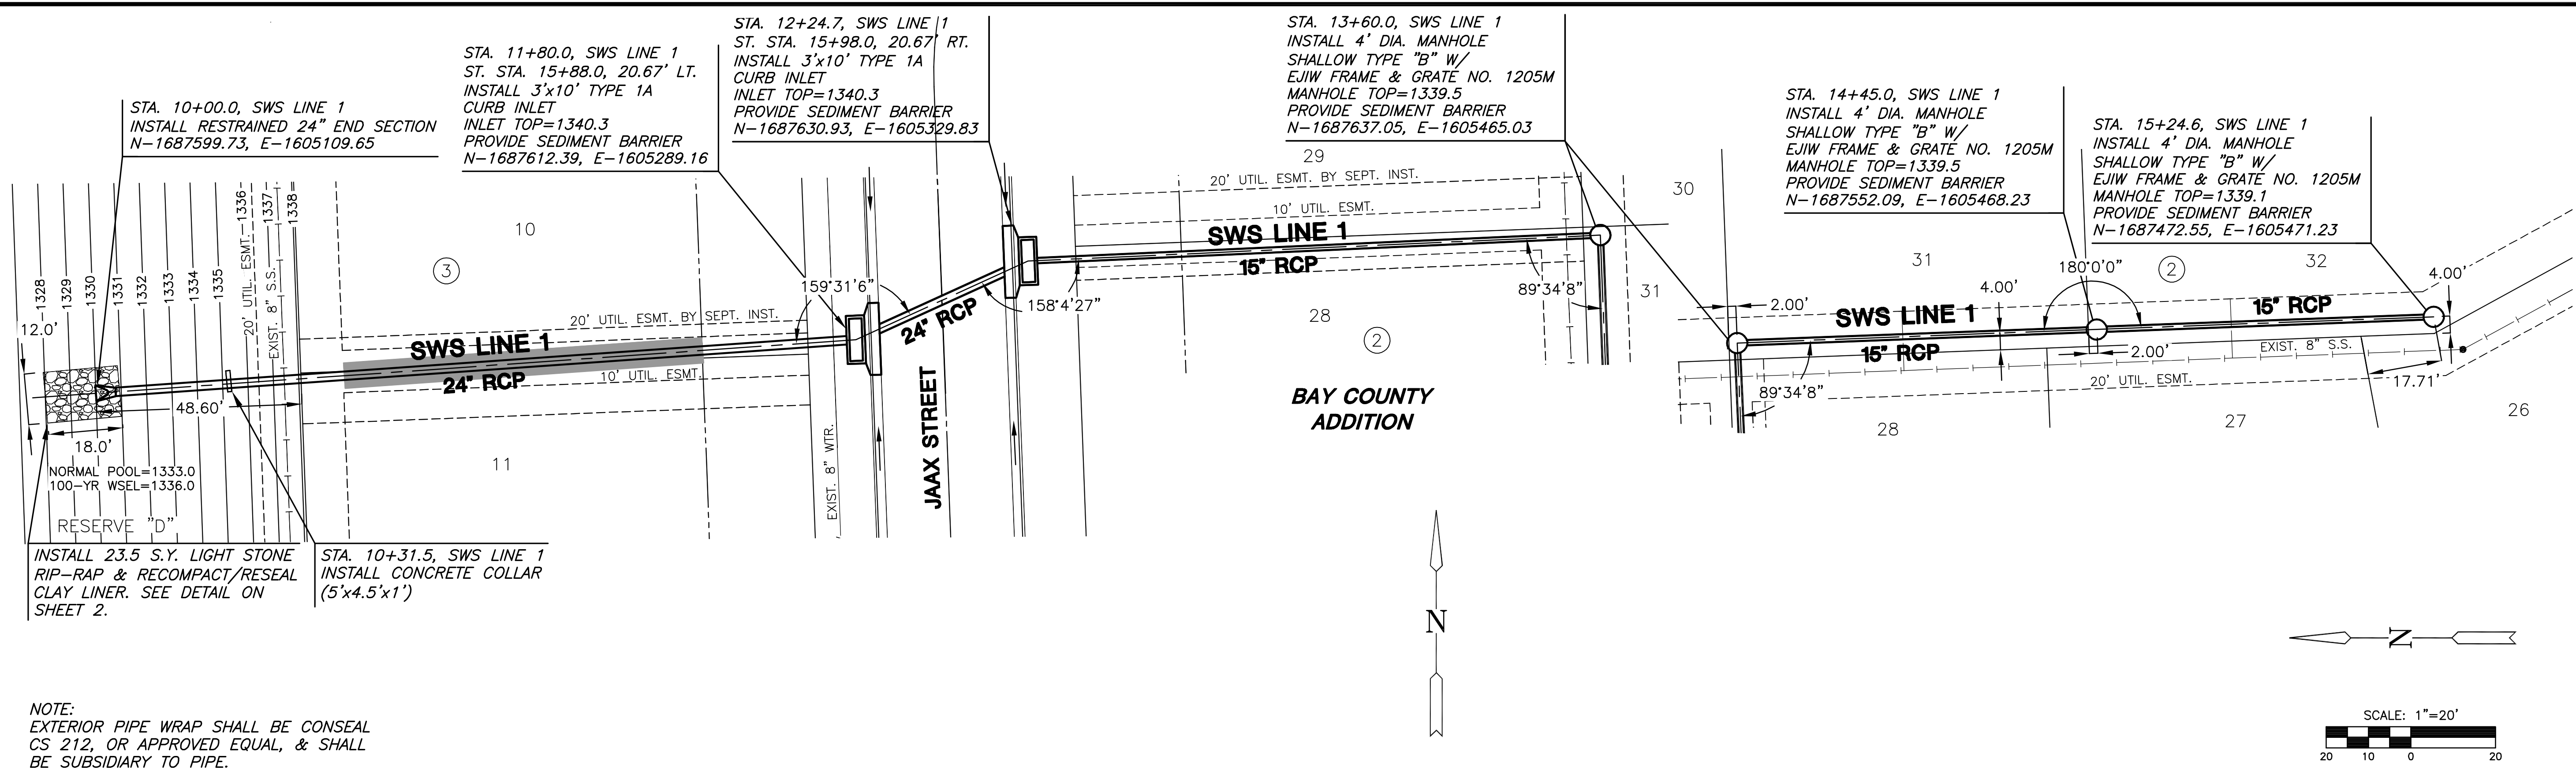 STA. 10+00.0, SWS LINE 1
INSTALL RESTRAINED 24" END SECTION
N-1687599.73, E-1605109.65
STA. 11+80.0, SWS LINE 1
ST. STA. 15+88.0, 20.67' LT.
INSTALL 3'x10' TYPE 1A
CURB INLET
INLET TOP=1340.3
PROVIDE SEDIMENT BARRIER
N-1687612.39, E-1605289.16
STA. 12+24.7, SWS LINE 1
ST. STA. 15+98.0, 20.67' RT.
INSTALL 3'x10' TYPE 1A
CURB INLET
INLET TOP=1340.3
PROVIDE SEDIMENT BARRIER
N-1687630.93, E-1605329.83
STA. 13+60.0, SWS LINE 1
INSTALL 4' DIA. MANHOLE
SHALLOW TYPE "B" W/
EJIW FRAME & GRATE NO. 1205M
MANHOLE TOP=1339.5
PROVIDE SEDIMENT BARRIER
N-1687637.05, E-1605465.03
STA. 14+45.0, SWS LINE 1
INSTALL 4' DIA. MANHOLE
SHALLOW TYPE "B" W/
EJIW FRAME & GRATE NO. 1205M
MANHOLE TOP=1339.5
PROVIDE SEDIMENT BARRIER
N-1687552.09, E-1605468.23
STA. 15+24.6, SWS LINE 1
INSTALL 4' DIA. MANHOLE
SHALLOW TYPE "B" W/
EJIW FRAME & GRATE NO. 1205M
MANHOLE TOP=1339.1
PROVIDE SEDIMENT BARRIER
N-1687472.55, E-1605471.23
1328
1329
1330
1331
1332
1333
1334
1335
20' UTIL. ESMT.
1336
1337
EXIST. 8" S.S.
1338
10
3
20' UTIL. ESMT. BY SEPT. INST.
SWS LINE 1
24" RCP
10' UTIL. ESMT.
11
12.0'
48.60'
18.0'
NORMAL POOL=1333.0
100-YR WSEL=1336.0
RESERVE "D"
INSTALL 23.5 S.Y. LIGHT STONE
RIP-RAP & RECOMPACT/RESEAL
CLAY LINER. SEE DETAIL ON
SHEET 2.
STA. 10+31.5, SWS LINE 1
INSTALL CONCRETE COLLAR
(5'x4.5'x1')
159°31'6"
24" RCP
158°4'27"
EXIST. 8" WTR.
JAAX STREET
29
20' UTIL. ESMT. BY SEPT. INST.
10' UTIL. ESMT.
SWS LINE 1
15" RCP
89°34'8"
28
2
30
31
BAY COUNTY
ADDITION
2.00'
31
4.00'
180°0'0"
2
32
4.00'
SWS LINE 1
15" RCP
15" RCP
2.00'
EXIST. 8" S.S.
20' UTIL. ESMT.
17.71'
89°34'8"
28
27
26
N
N
SCALE: 1"=20'
20 10 0 20
NOTE:
EXTERIOR PIPE WRAP SHALL BE CONSEAL
CS 212, OR APPROVED EQUAL, & SHALL
BE SUBSIDIARY TO PIPE.